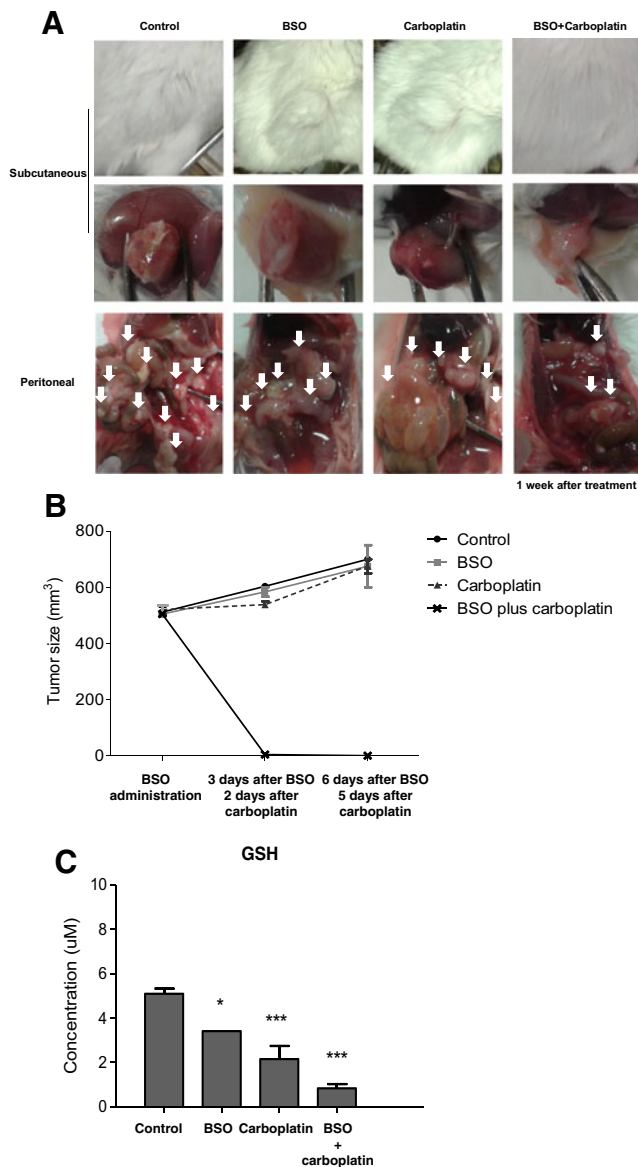 A
Control
BSO
Carboplatin
BSO+Carboplatin
Subcutaneous
Peritoneal
1 week after treatment
B
800
600
400
200
0
Tumor size (mm³)
Control
BSO
Carboplatin
BSO plus carboplatin
BSO
administration
3 days after BSO
2 days after
carboplatin
6 days after BSO
5 days after
carboplatin
C
GSH
10
8
6
4
2
0
Concentration (uM)
*
***
***
Control
BSO
Carboplatin
BSO
+
carboplatin